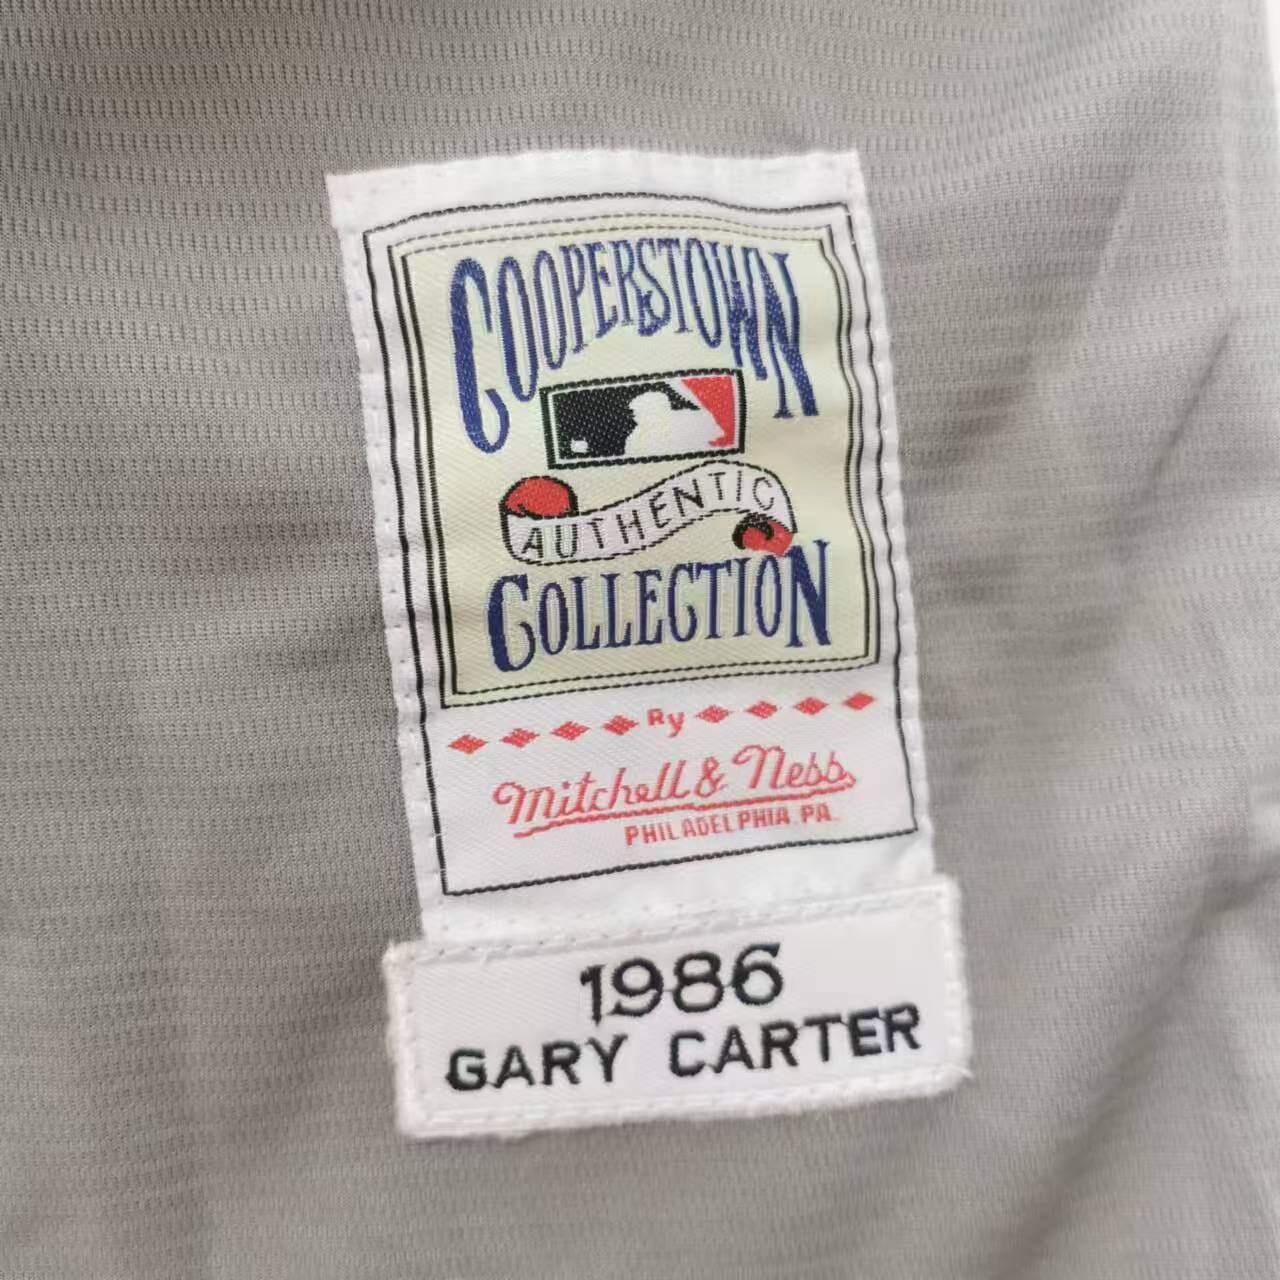 COOPERSTOWN
AUTHENTIC
COLLECTION
By
Mitchell & Ness
PHILADELPHIA PA.
1986
GARY CARTER